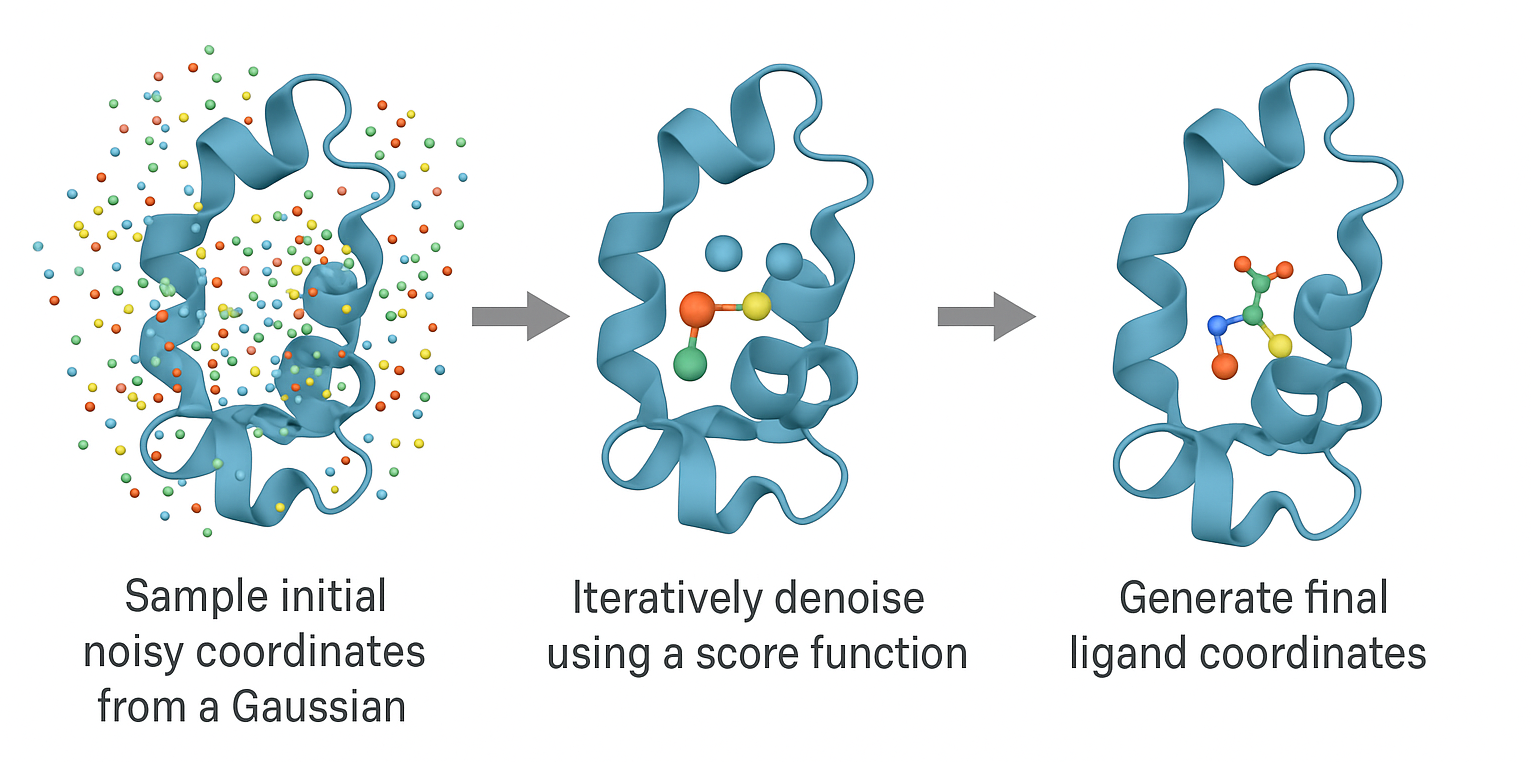 Sample initial
noisy coordinates
from a Gaussian
Iteratively denoise
using a score function
Generate final
ligand coordinates